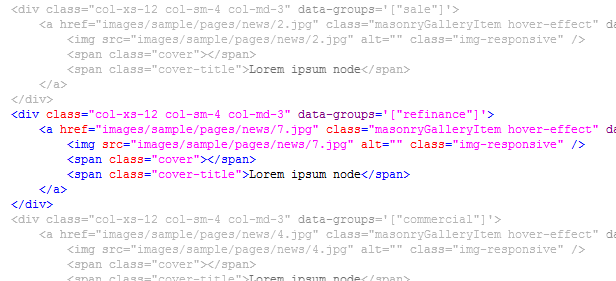 <div class="col-xs-12 col-sm-4 col-md-3" data-groups='["sale"]'>
<a href="images/sample/pages/news/2.jpg" class="masonryGalleryItem hover-effect" da
<img src="images/sample/pages/news/2.jpg" alt="" class="img-responsive" />
<span class="cover"></span>
<span class="cover-title">Lorem ipsum node</span>
</a>
</div>
<div class="col-xs-12 col-sm-4 col-md-3" data-groups='["refinance"]'>
<a href="images/sample/pages/news/7.jpg" class="masonryGalleryItem hover-effect" da
<img src="images/sample/pages/news/7.jpg" alt="" class="img-responsive" />
<span class="cover"></span>
<span class="cover-title">Lorem ipsum node</span>
</a>
</div>
<div class="col-xs-12 col-sm-4 col-md-3" data-groups='["commercial"]'>
<a href="images/sample/pages/news/4.jpg" class="masonryGalleryItem hover-effect" da
<img src="images/sample/pages/news/4.jpg" alt="" class="img-responsive" />
<span class="cover"></span>
<span class="cover-title">Lorem ipsum node</span>